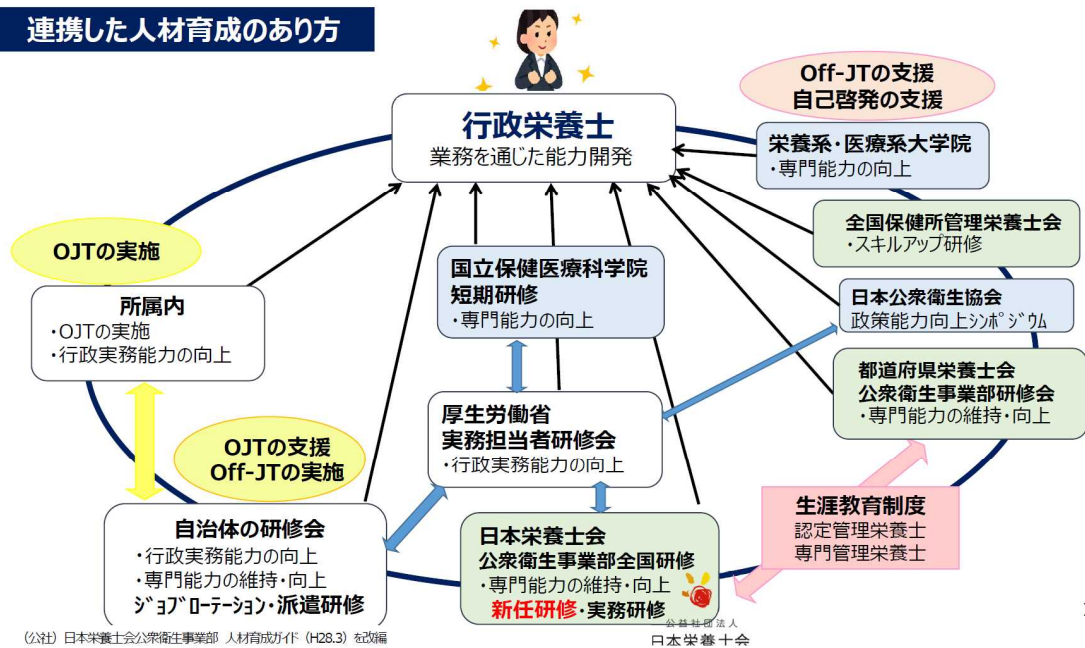 連携した人材育成のあり方
行政栄養士
業務を通じた能力開発
Off-JTの支援
自己啓発の支援
栄養系・医療系大学院
・専門能力の向上
全国保健所管理栄養士会
・スキルアップ研修
日本公衆衛生協会
政策能力向上ｼﾝﾎﾟｼﾞｳﾑ
都道府県栄養士会
公衆衛生事業部研修会
・専門能力の維持・向上
生涯教育制度
認定管理栄養士
専門管理栄養士
OJTの実施
所属内
・OJTの実施
・行政実務能力の向上
国立保健医療科学院
短期研修
・専門能力の向上
厚生労働省
実務担当者研修会
・行政実務能力の向上
OJTの支援
Off-JTの実施
自治体の研修会
・行政実務能力の向上
・専門能力の維持・向上
ｼﾞｮﾌﾞﾛｰﾃｰｼｮﾝ・派遣研修
日本栄養士会
公衆衛生事業部全国研修
・専門能力の維持・向上
新任研修・実務研修
公益社団法人
日本栄養士会
（公社）日本栄養士会公衆衛生事業部 人材育成ガイド（H28.3）を改編